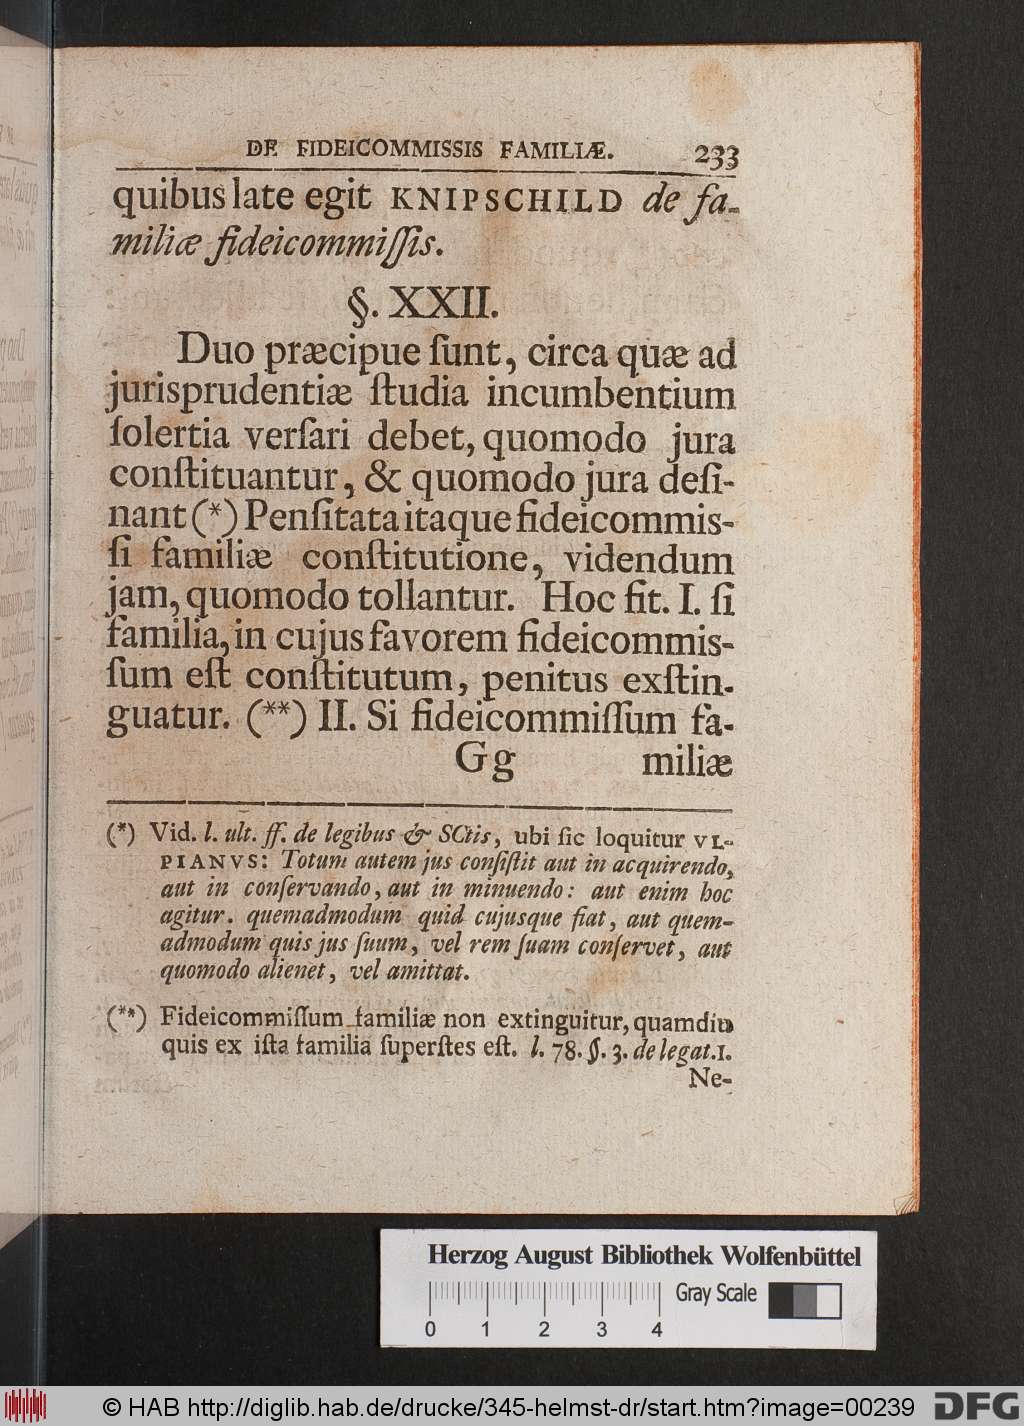 DE FIDEICOMMISSIS FAMILIÆ. 233
quibus late egit KNIPSCHILD de fa-
miliæ fideicommiſſis.
§. XXII.
Duo præcipue ſunt, circa quæ ad
jurisprudentiæ ſtudia incumbentium
ſolertia verſari debet, quomodo jura
conſtituantur, & quomodo jura deſi-
nant (*) Penſitata itaque fideicommis-
ſi familiæ conſtitutione, videndum
jam, quomodo tollantur. Hoc fit. I. ſi
familia, in cujus favorem fideicommis-
ſum eſt conſtitutum, penitus exſtin-
guatur. (**) II. Si fideicommiſſum fa-
Gg miliæ
(*) Vid. l. ult. ff. de legibus & SCtis, ubi ſic loquitur VL-
PIANVS: Totum autem jus conſiſtit aut in acquirendo,
aut in conſervando, aut in minuendo: aut enim hoc
agitur. quemadmodum quid cujusque fiat, aut quem-
admodum quis jus ſuum, vel rem ſuam conſervet, aut
quomodo alienet, vel amittat.
(**) Fideicommiſſum familiæ non extinguitur, quamdiu
quis ex iſta familia ſuperſtes eſt. l. 78. §. 3. de legat. 1.
Ne-
Herzog August Bibliothek Wolfenbüttel
Gray Scale
0 1 2 3 4
© HAB http://diglib.hab.de/drucke/345-helmst-dr/start.htm?image=00239
DFG